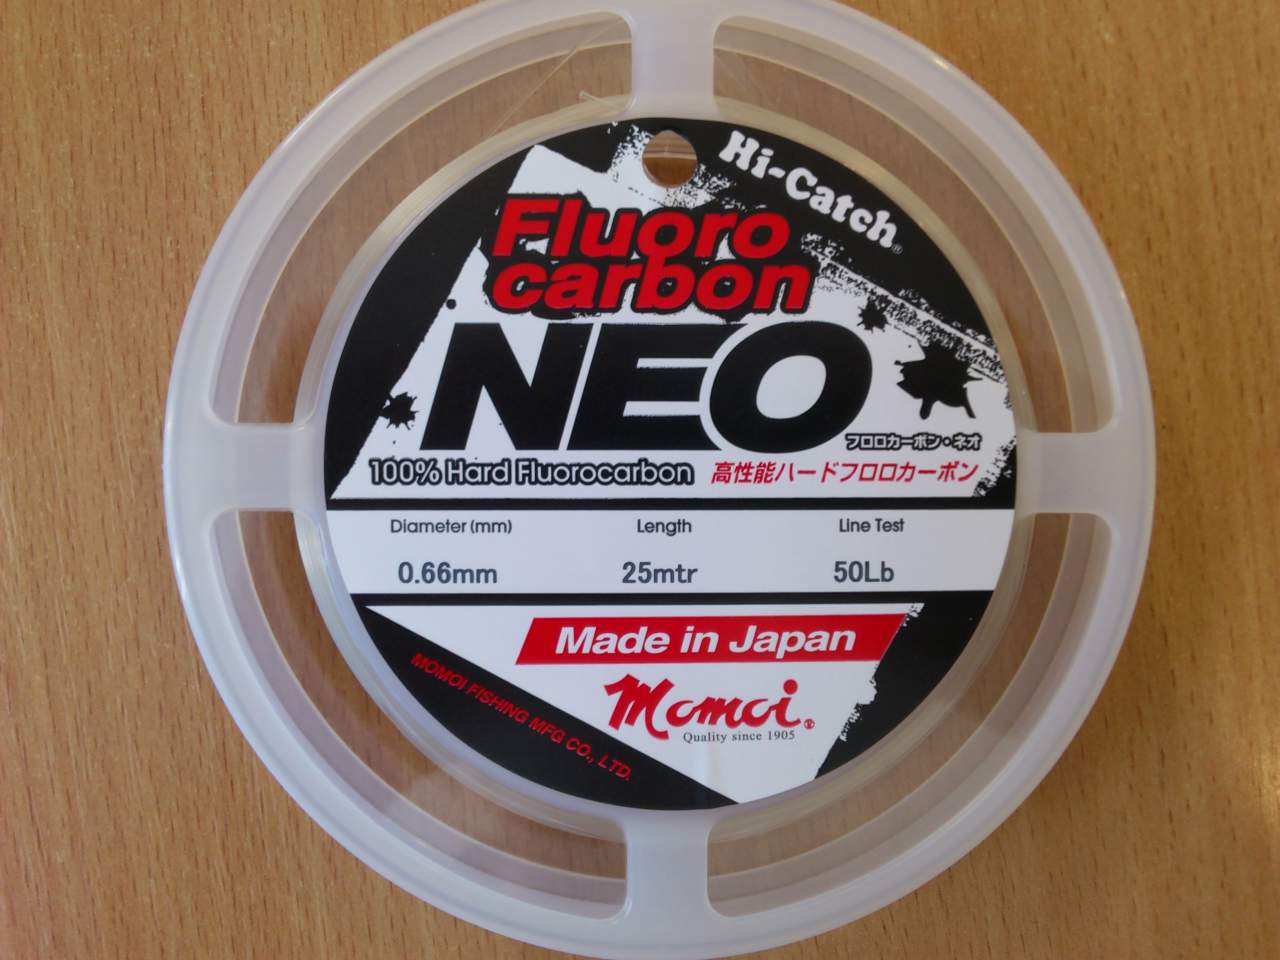 Hi-Catch®
Fluoro
carbon
NEO
フロロカーボン・ネオ
100% Hard Fluorocarbon 高性能ハードフロロカーボン
Diameter (mm) Length Line Test
0.66mm 25mtr 50Lb
Made in Japan
Momoi®
Quality since 1905
MOMOI FISHING MFG CO., LTD.